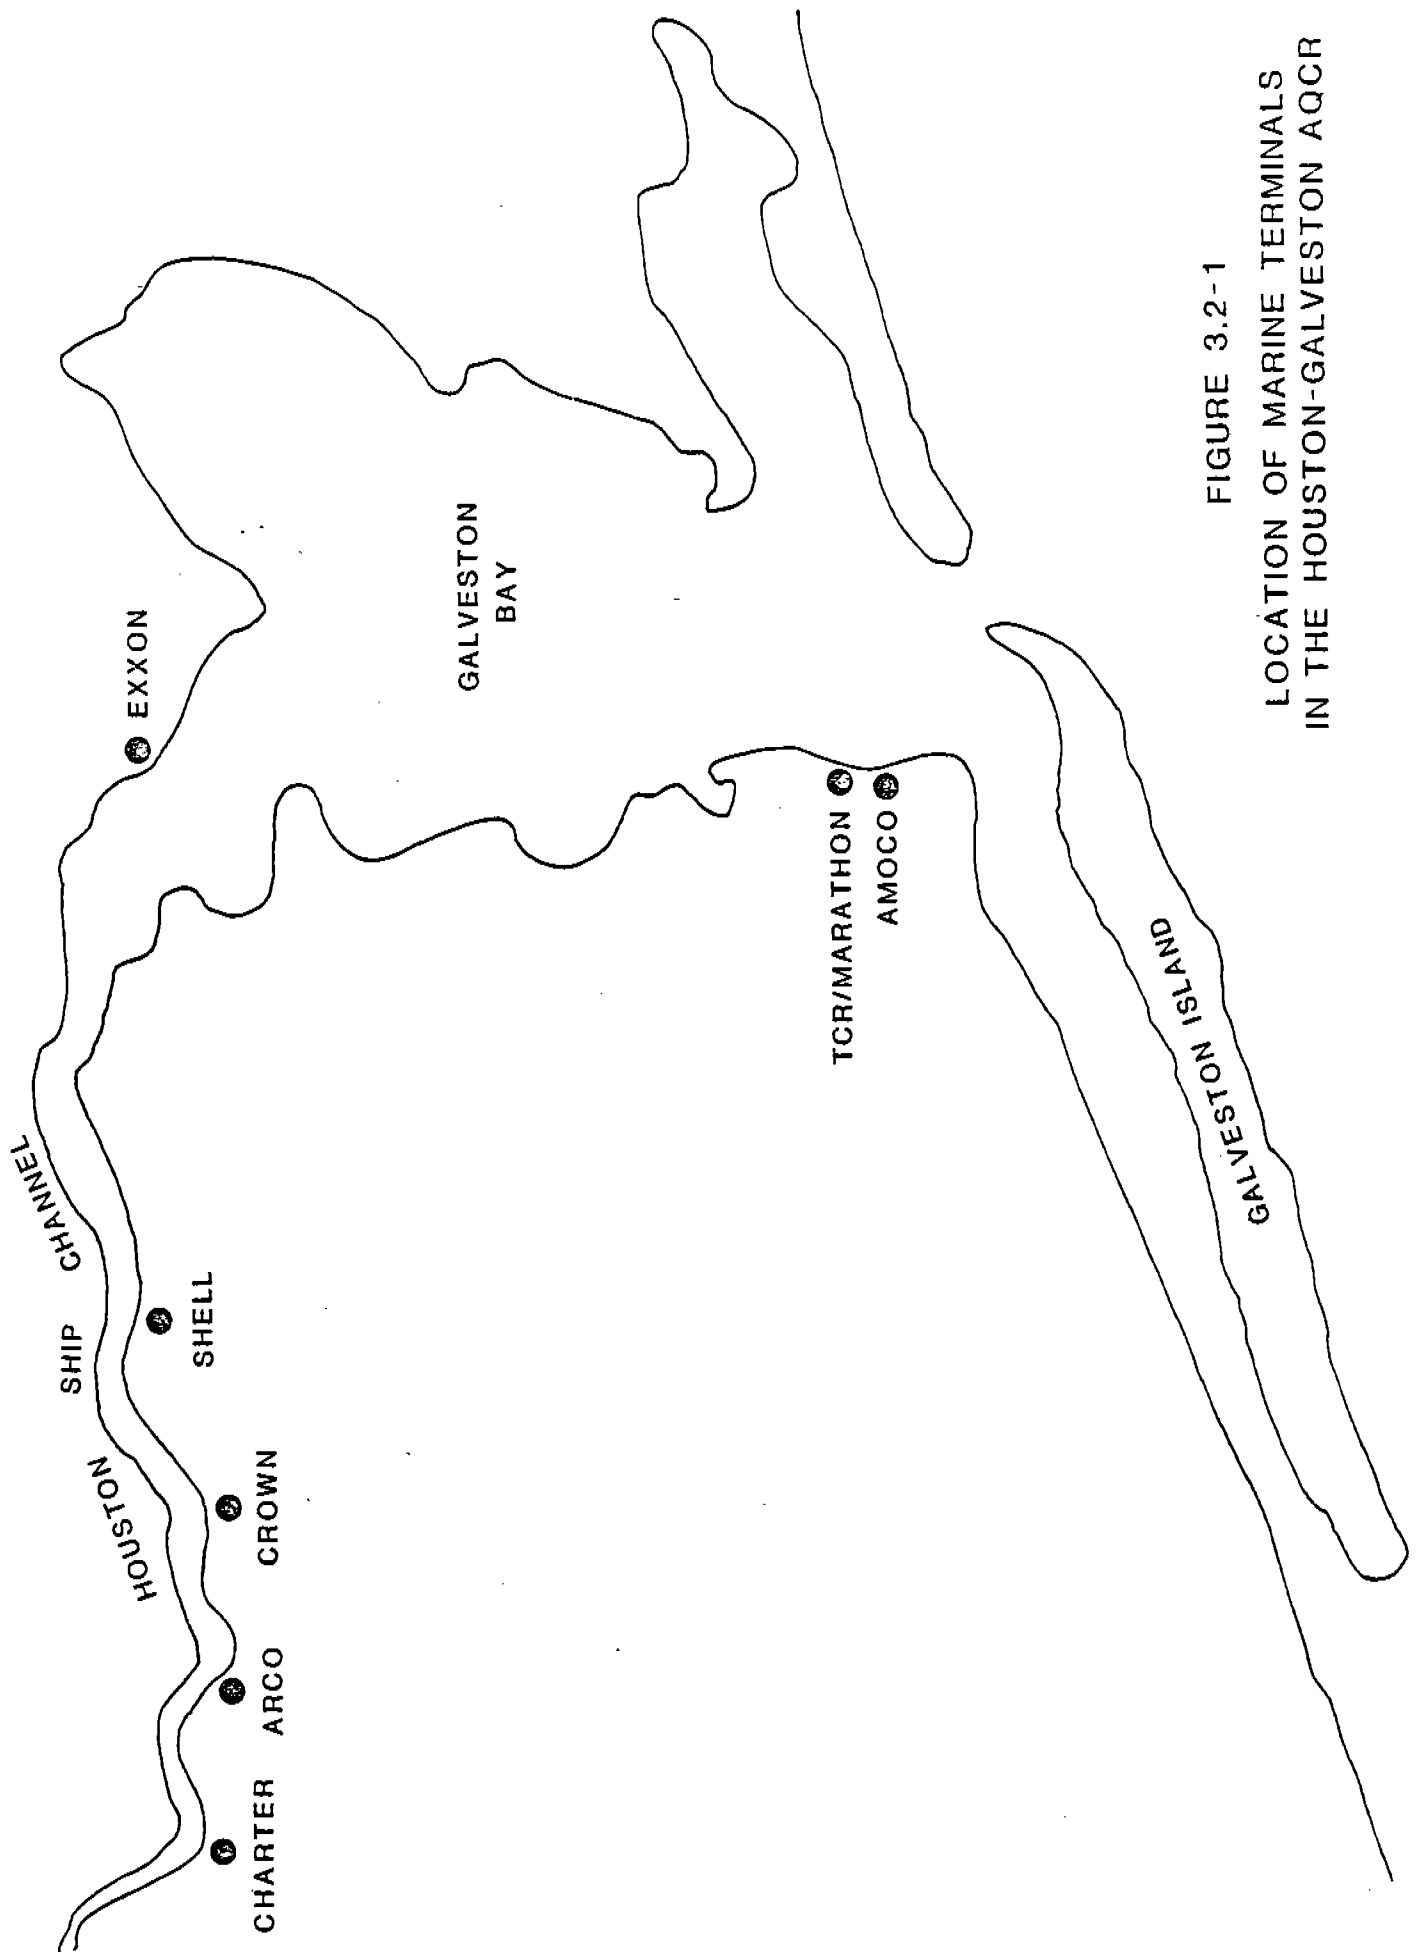 HOUSTON
SHIP
CHANNEL
CHARTER
ARCO
CROWN
SHELL
EXXON
GALVESTON
BAY
TCR/MARATHON
AMOCO
GALVESTON ISLAND
FIGURE 3.2-1
LOCATION OF MARINE TERMINALS
IN THE HOUSTON-GALVESTON AQCR